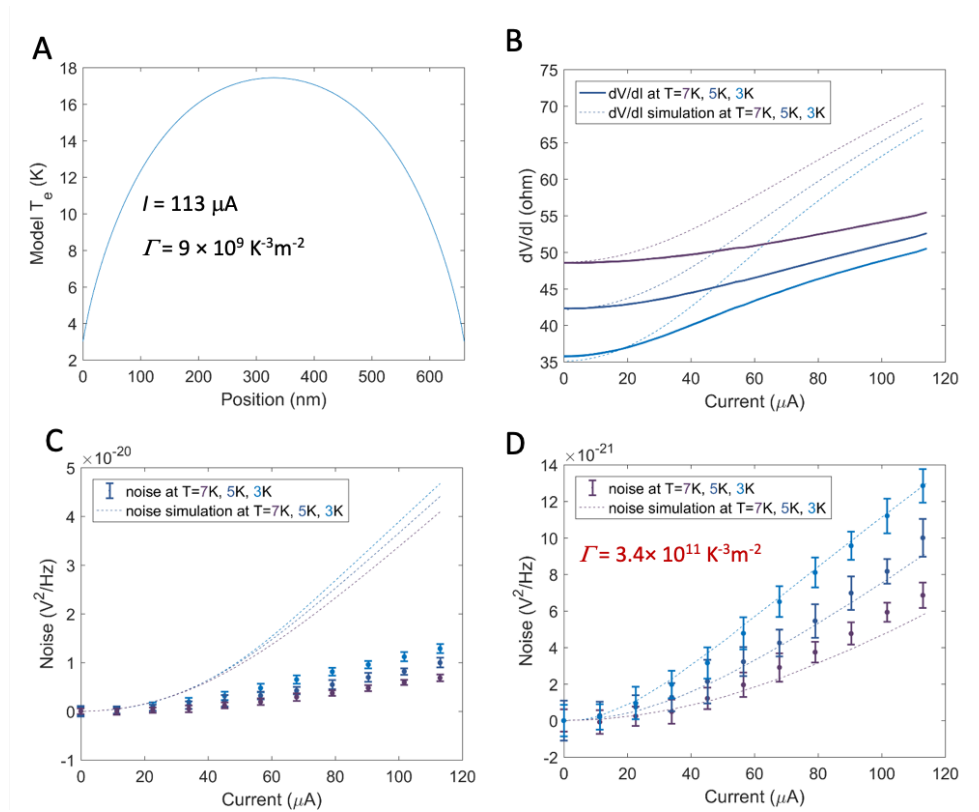 A
18
16
14
12
10
8
6
4
2
Model T_e (K)
I = 113 μA
Γ = 9 × 10⁹ K⁻³m⁻²
0 100 200 300 400 500 600
Position (nm)
B
75
70
65
60
55
50
45
40
35
dV/dI (ohm)
dV/dI at T=7K, 5K, 3K
dV/dI simulation at T=7K, 5K, 3K
0 20 40 60 80 100 120
Current (μA)
C
×10⁻²⁰
5
4
3
2
1
0
-1
Noise (V²/Hz)
noise at T=7K, 5K, 3K
noise simulation at T=7K, 5K, 3K
0 20 40 60 80 100 120
Current (μA)
D
×10⁻²¹
14
12
10
8
6
4
2
0
-2
Noise (V²/Hz)
noise at T=7K, 5K, 3K
noise simulation at T=7K, 5K, 3K
Γ = 3.4× 10¹¹ K⁻³m⁻²
0 20 40 60 80 100 120
Current (μA)